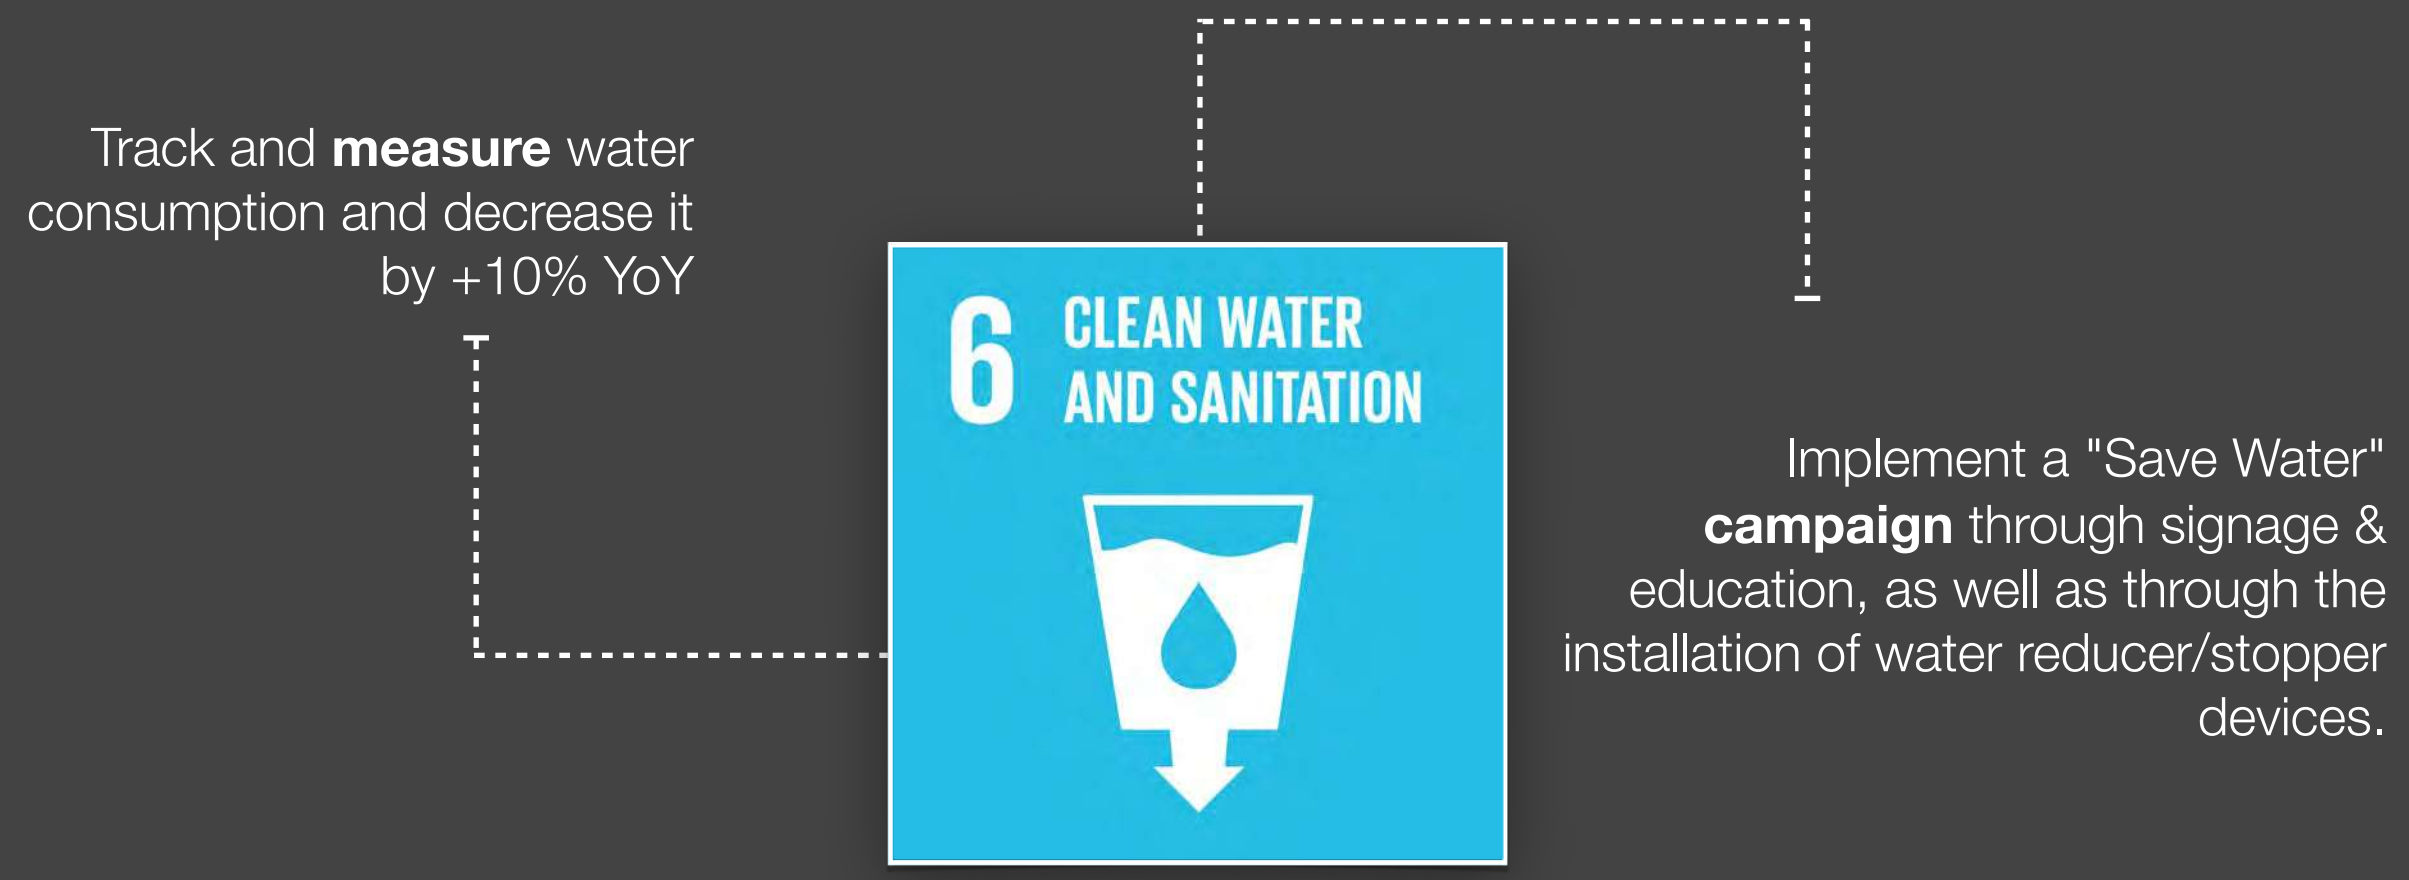 Track and measure water
consumption and decrease it
by +10% YoY
6 CLEAN WATER
AND SANITATION
Implement a "Save Water"
campaign through signage &
education, as well as through the
installation of water reducer/stopper
devices.